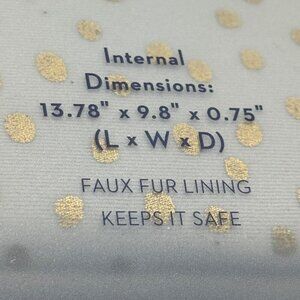 Internal
Dimensions:
13.78" x 9.8" x 0.75"
(L x W x D)
FAUX FUR LINING
KEEPS IT SAFE